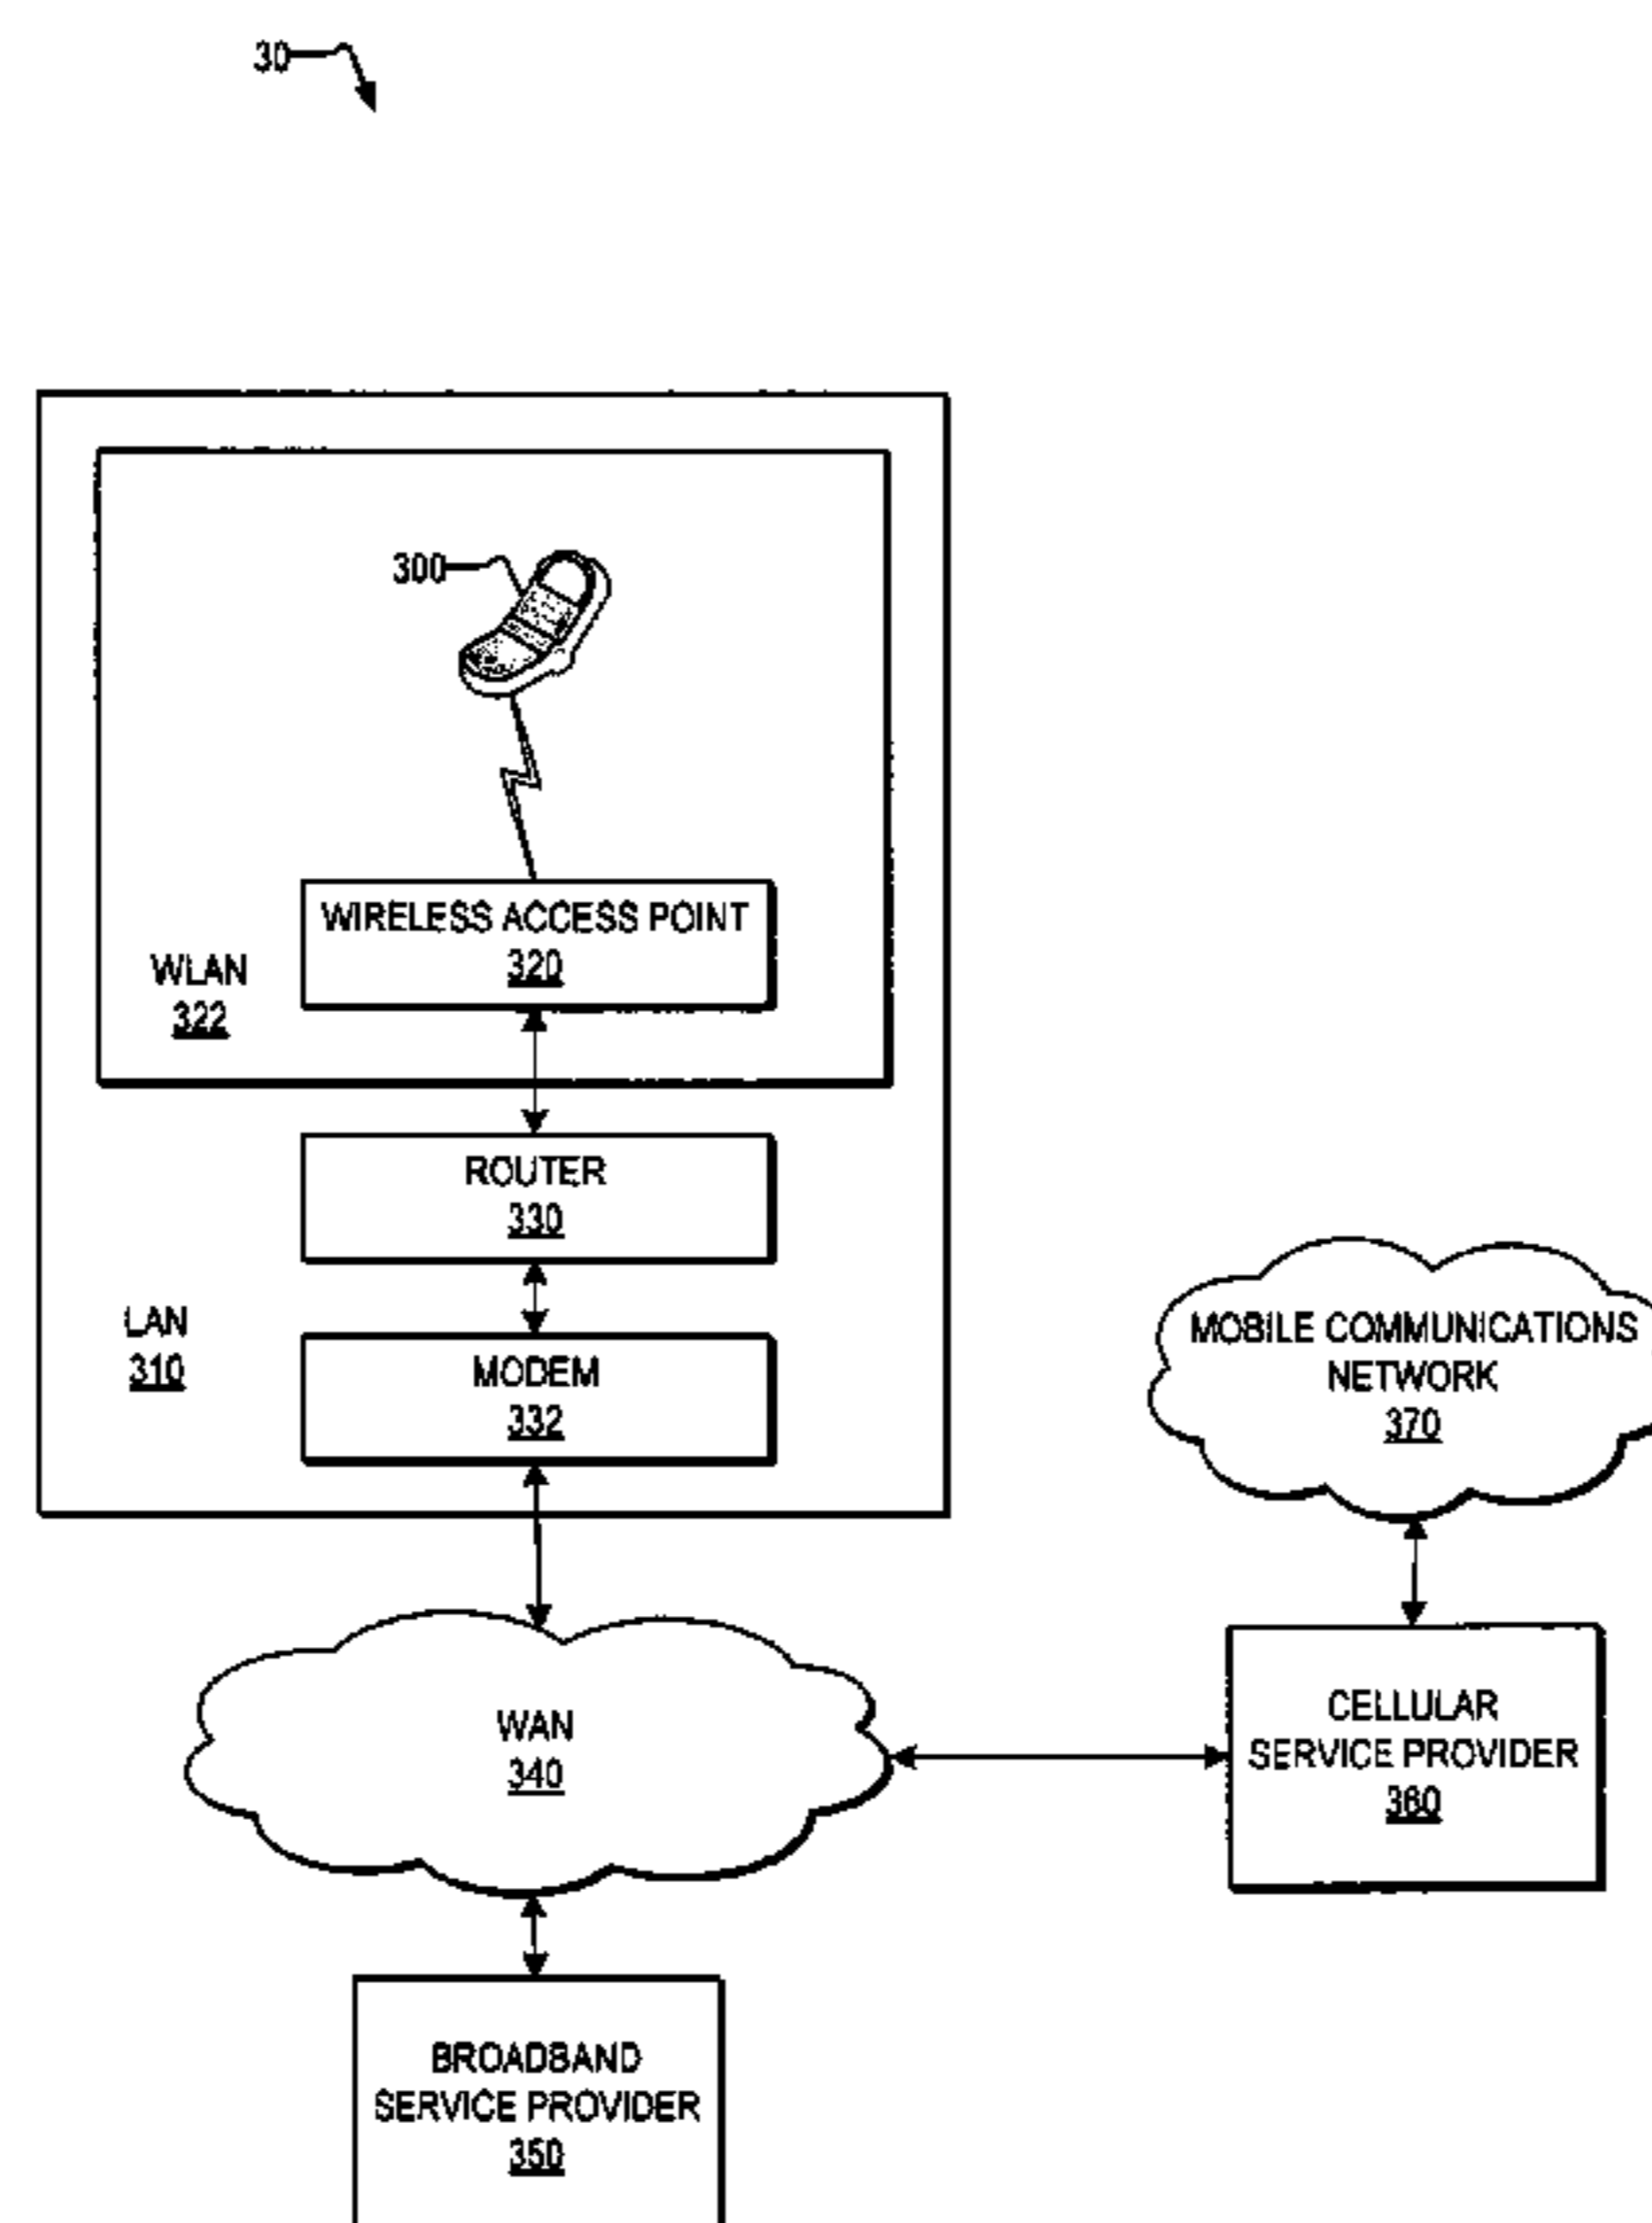 30
300
WIRELESS ACCESS POINT
320
WLAN
322
ROUTER
330
LAN
310
MODEM
332
MOBILE COMMUNICATIONS
NETWORK
370
WAN
340
CELLULAR
SERVICE PROVIDER
360
BROADBAND
SERVICE PROVIDER
350